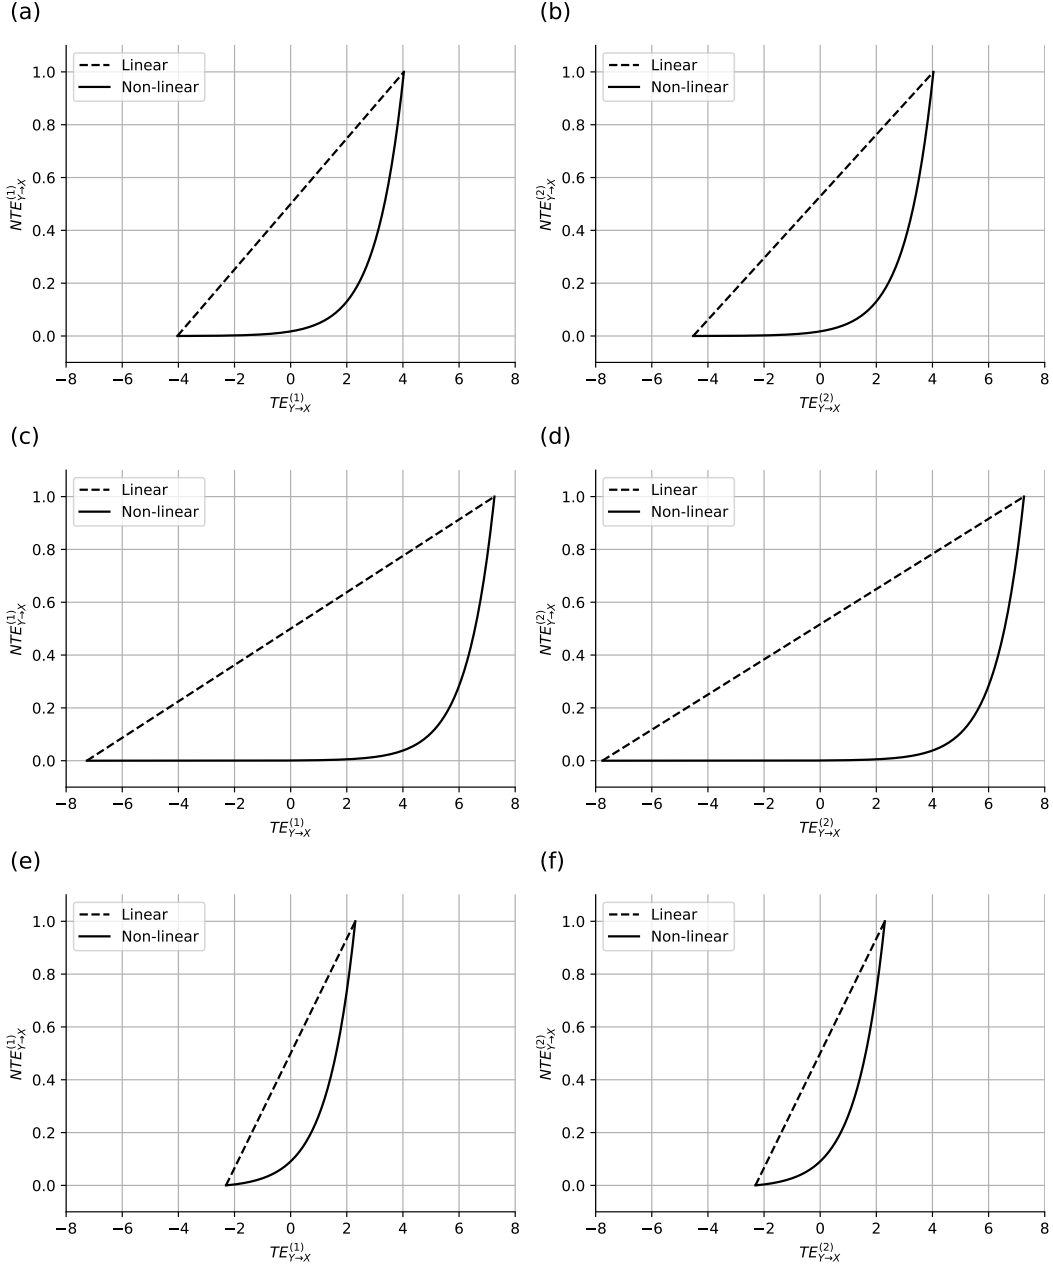 (a)
Linear
Non-linear
1.0
0.8
0.6
0.4
0.2
0.0
NTE^{(1)}_{Y→X}
−8 −6 −4 −2 0 2 4 6 8
TE^{(1)}_{Y→X}
(b)
Linear
Non-linear
1.0
0.8
0.6
0.4
0.2
0.0
NTE^{(2)}_{Y→X}
−8 −6 −4 −2 0 2 4 6 8
TE^{(2)}_{Y→X}
(c)
Linear
Non-linear
1.0
0.8
0.6
0.4
0.2
0.0
NTE^{(1)}_{Y→X}
−8 −6 −4 −2 0 2 4 6 8
TE^{(1)}_{Y→X}
(d)
Linear
Non-linear
1.0
0.8
0.6
0.4
0.2
0.0
NTE^{(2)}_{Y→X}
−8 −6 −4 −2 0 2 4 6 8
TE^{(2)}_{Y→X}
(e)
Linear
Non-linear
1.0
0.8
0.6
0.4
0.2
0.0
NTE^{(1)}_{Y→X}
−8 −6 −4 −2 0 2 4 6 8
TE^{(1)}_{Y→X}
(f)
Linear
Non-linear
1.0
0.8
0.6
0.4
0.2
0.0
NTE^{(2)}_{Y→X}
−8 −6 −4 −2 0 2 4 6 8
TE^{(2)}_{Y→X}